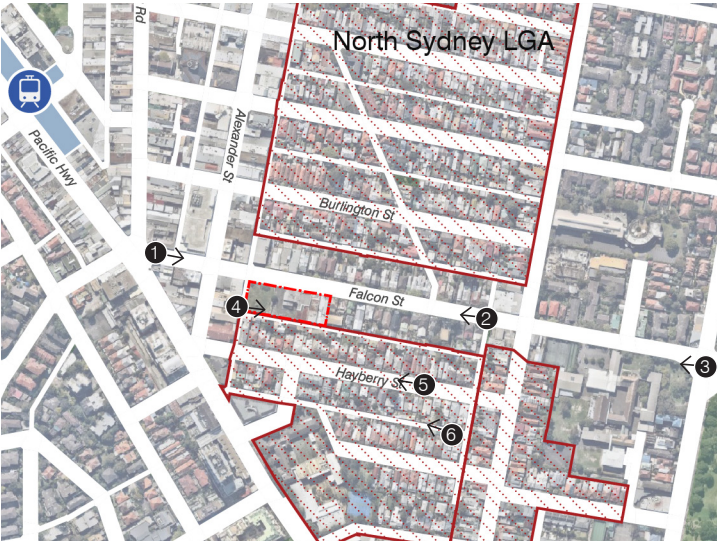 North Sydney LGA
Rd
Alexander St
Pacific Hwy
Burlington St
1
Falcon St
4
2
3
Hayberry S
5
6